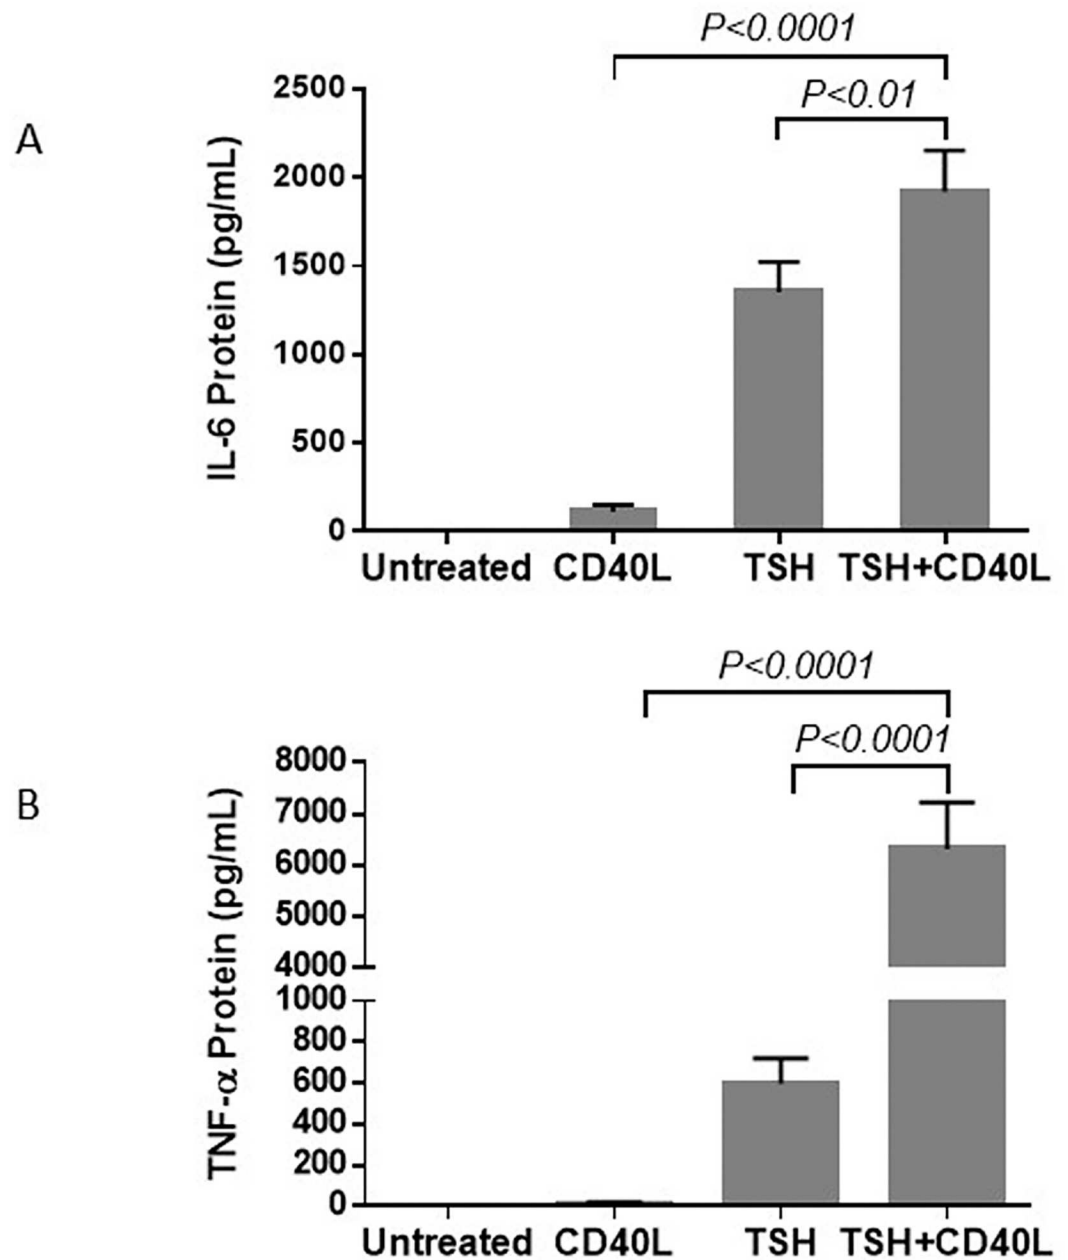 A
P<0.0001
P<0.01
IL-6 Protein (pg/mL)
2500
2000
1500
1000
500
0
Untreated CD40L TSH TSH+CD40L
B
P<0.0001
P<0.0001
TNF-α Protein (pg/mL)
8000
7000
6000
5000
4000
1000
800
600
400
200
0
Untreated CD40L TSH TSH+CD40L